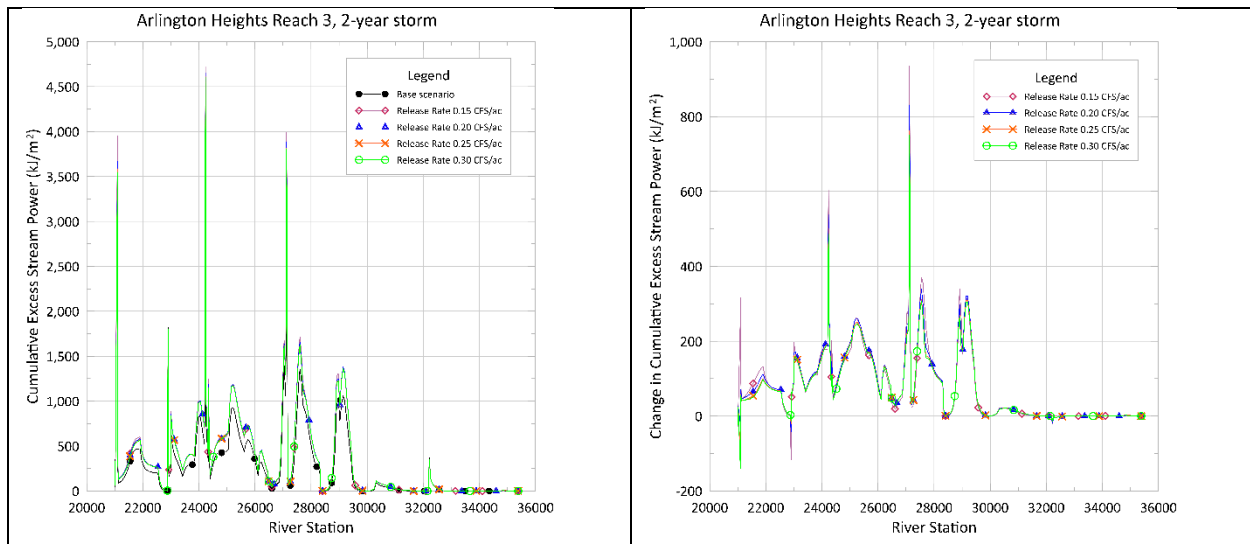 Arlington Heights Reach 3, 2-year storm
5,000
4,500
4,000
3,500
3,000
2,500
2,000
1,500
1,000
500
0
Cumulative Excess Stream Power (kJ/m²)
Legend
Base scenario
Release Rate 0.15 CFS/ac
Release Rate 0.20 CFS/ac
Release Rate 0.25 CFS/ac
Release Rate 0.30 CFS/ac
20000 22000 24000 26000 28000 30000 32000 34000 36000
River Station
Arlington Heights Reach 3, 2-year storm
1,000
800
600
400
200
0
-200
Change in Cumulative Excess Stream Power (kJ/m²)
Legend
Release Rate 0.15 CFS/ac
Release Rate 0.20 CFS/ac
Release Rate 0.25 CFS/ac
Release Rate 0.30 CFS/ac
20000 22000 24000 26000 28000 30000 32000 34000 36000
River Station